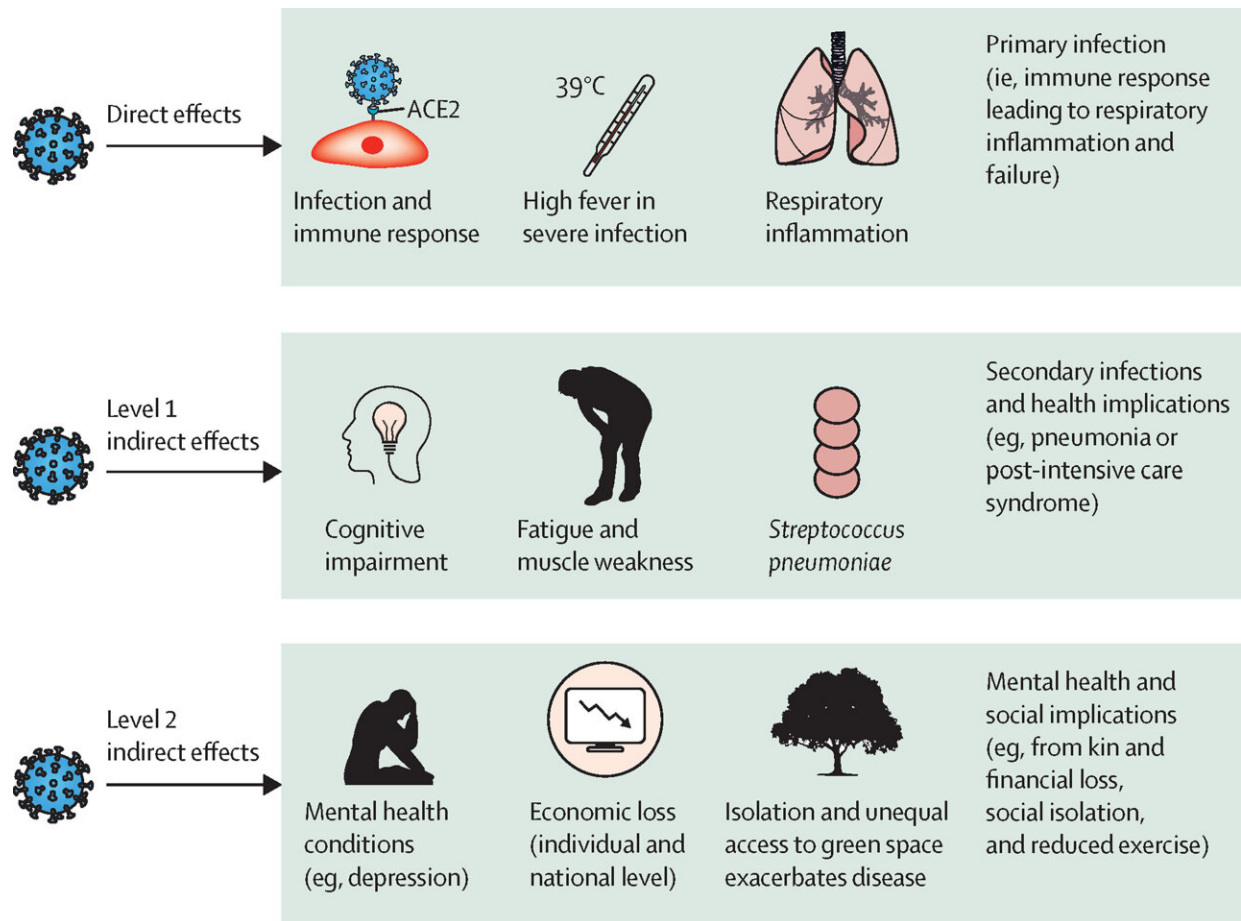 Direct effects
ACE2
39°C
Infection and
immune response
High fever in
severe infection
Respiratory
inflammation
Primary infection
(ie, immune response
leading to respiratory
inflammation and
failure)
Level 1
indirect effects
Cognitive
impairment
Fatigue and
muscle weakness
Streptococcus
pneumoniae
Secondary infections
and health implications
(eg, pneumonia or
post-intensive care
syndrome)
Level 2
indirect effects
Mental health
conditions
(eg, depression)
Economic loss
(individual and
national level)
Isolation and unequal
access to green space
exacerbates disease
Mental health and
social implications
(eg, from kin and
financial loss,
social isolation,
and reduced exercise)